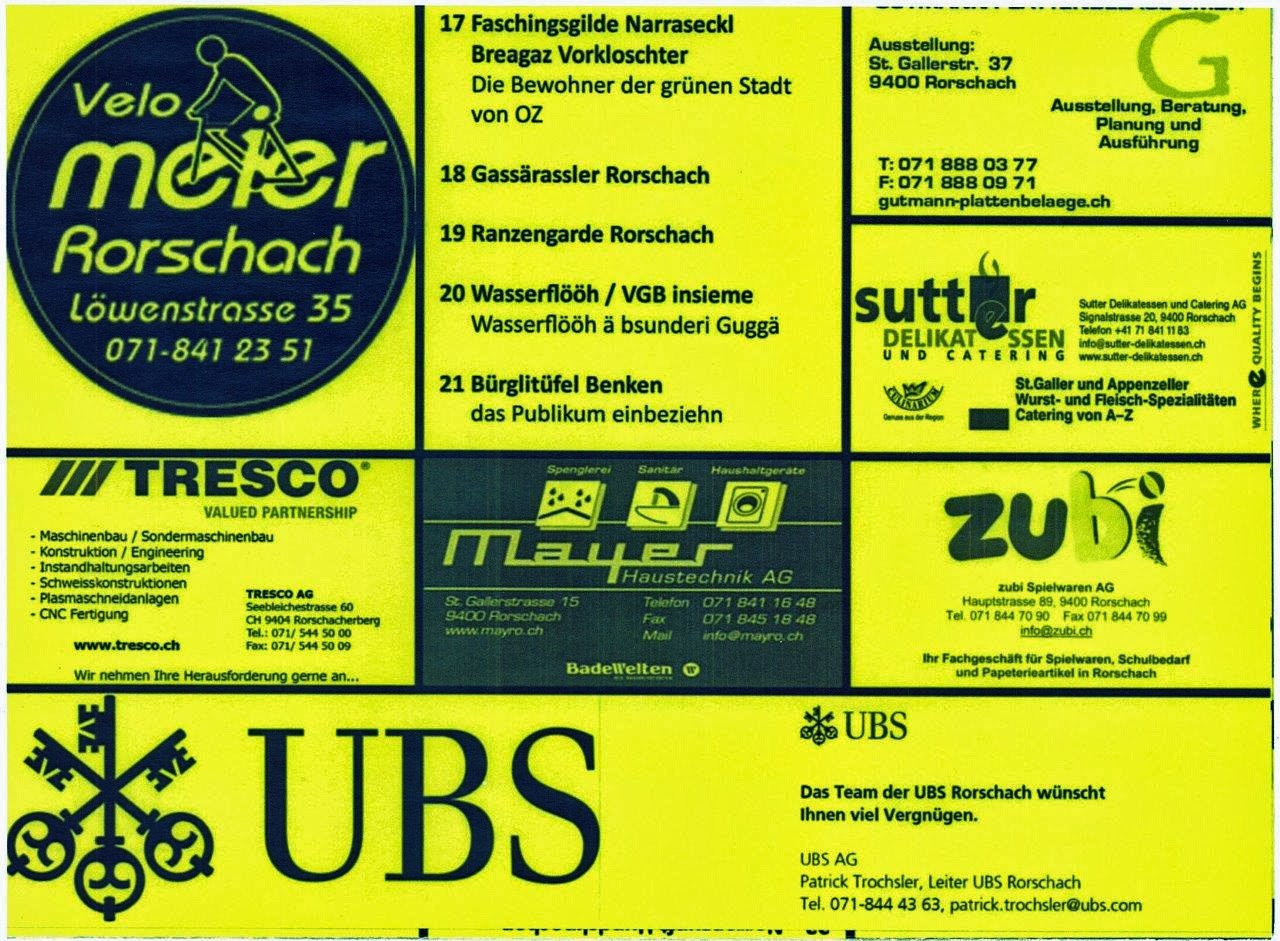 Velo
meier
Rorschach
Löwenstrasse 35
071-841 23 51
17 Faschingsgilde Narraseckl
Breagaz Vorkloschter
Die Bewohner der grünen Stadt
von OZ
18 Gassärassler Rorschach
19 Ranzengarde Rorschach
20 Wasserflööh / VGB insieme
Wasserflööh ä bsunderi Guggä
21 Bürglitüfel Benken
das Publikum einbeziehn
Ausstellung:
St. Gallerstr. 37
9400 Rorschach
G
Ausstellung, Beratung,
Planung und
Ausführung
T: 071 888 03 77
F: 071 888 09 71
gutmann-plattenbelaege.ch
sutter
DELIKATESSEN
UND CATERING
Sutter Delikatessen und Catering AG
Signalstrasse 20, 9400 Rorschach
Telefon +41 71 841 11 83
info@sutter-delikatessen.ch
www.sutter-delikatessen.ch
CULINARIUM
Genuss aus der Region
St.Galler und Appenzeller
Wurst- und Fleisch-Spezialitäten
Catering von A–Z
WHERE QUALITY BEGINS
TRESCO®
VALUED PARTNERSHIP
- Maschinenbau / Sondermaschinenbau
- Konstruktion / Engineering
- Instandhaltungsarbeiten
- Schweisskonstruktionen
- Plasmaschneidanlagen
- CNC Fertigung
www.tresco.ch
TRESCO AG
Seebleichestrasse 60
CH 9404 Rorschacherberg
Tel.: 071/ 544 50 00
Fax: 071/ 544 50 09
Wir nehmen Ihre Herausforderung gerne an...
Spenglerei Sanitär Haushaltgeräte
Mayer
Haustechnik AG
St. Gallerstrasse 15
9400 Rorschach
www.mayro.ch
Telefon 071 841 16 48
Fax 071 845 18 48
Mail info@mayro.ch
BadeWelten
zubi
zubi Spielwaren AG
Hauptstrasse 89, 9400 Rorschach
Tel. 071 844 70 90 Fax 071 844 70 99
info@zubi.ch
Ihr Fachgeschäft für Spielwaren, Schulbedarf
und Papeterieartikel in Rorschach
UBS
UBS
Das Team der UBS Rorschach wünscht
Ihnen viel Vergnügen.
UBS AG
Patrick Trochsler, Leiter UBS Rorschach
Tel. 071-844 43 63, patrick.trochsler@ubs.com